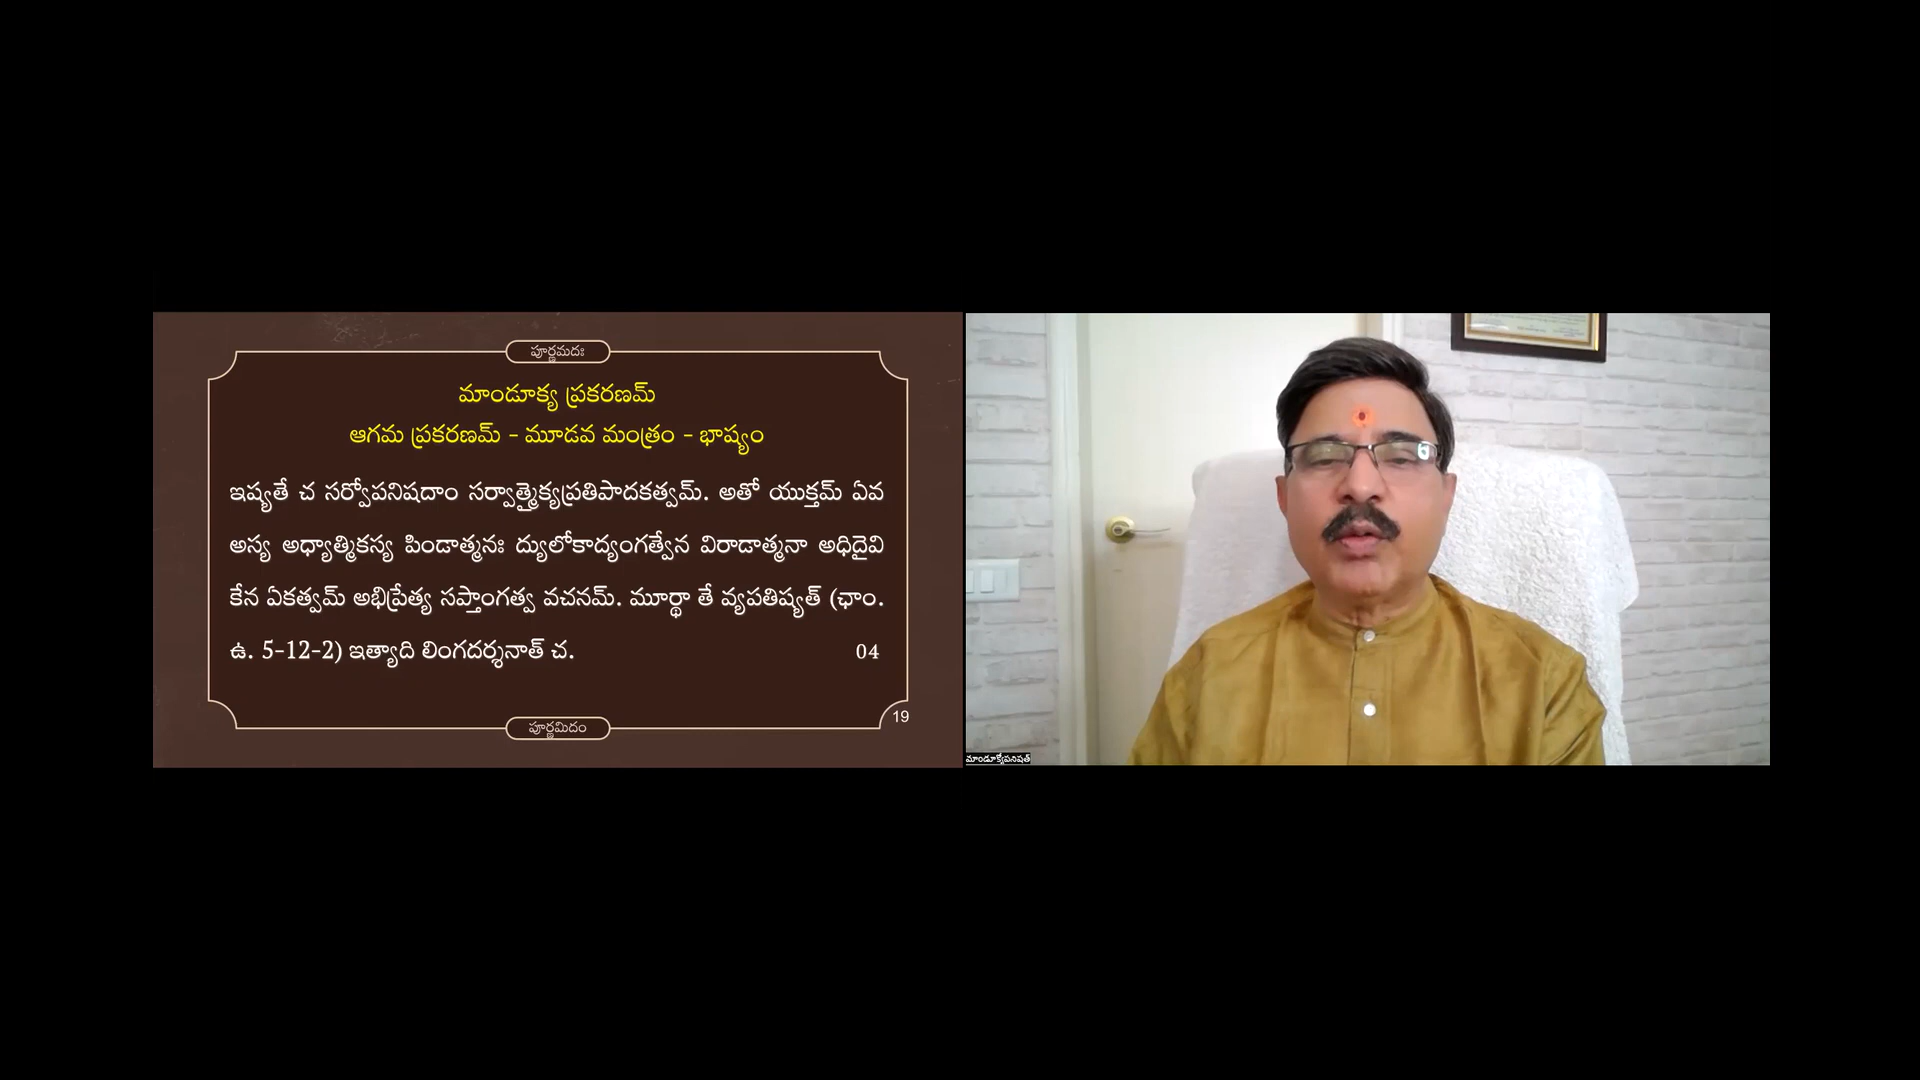 పూర్ణమదః
మాండూక్య ప్రకరణమ్
ఆగమ ప్రకరణమ్ - మూడవ మంత్రం - భాష్యం
ఇష్యతే చ సర్వోపనిషదాం సర్వాత్మైక్యప్రతిపాదకత్వమ్. అతో యుక్తమ్ ఏవ
అస్య అధ్యాత్మికస్య పిండాత్మనః ద్యులోకాద్యంగత్వేన విరాడాత్మనా అధిదైవి
కేన ఏకత్వమ్ అభిప్రేత్య సప్తాంగత్వ వచనమ్. మూర్ధా తే వ్యపతిష్యత్ (ఛాం.
ఉ. 5-12-2) ఇత్యాది లింగదర్శనాత్ చ. 04
19
పూర్ణమిదం
మాండూక్యోపనిషత్